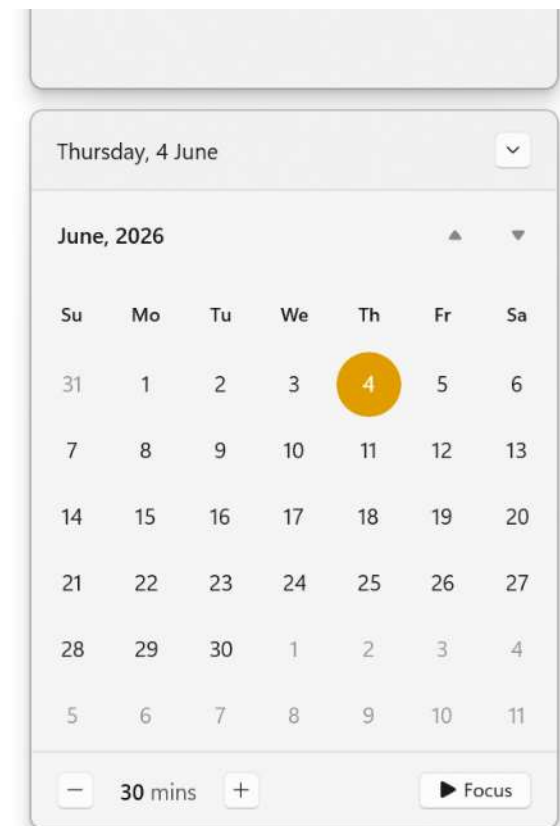 Thursday, 4 June
June, 2026
Su Mo Tu We Th Fr Sa
31 1 2 3 4 5 6
7 8 9 10 11 12 13
14 15 16 17 18 19 20
21 22 23 24 25 26 27
28 29 30 1 2 3 4
5 6 7 8 9 10 11
30 mins Focus